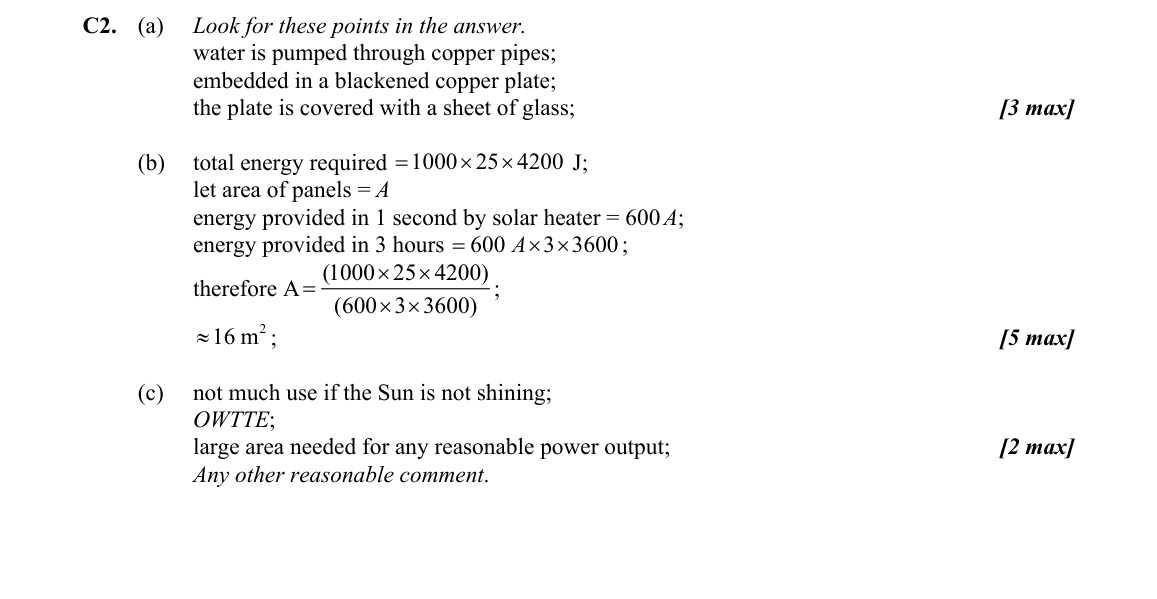 C2. (a) Look for these points in the answer.
water is pumped through copper pipes;
embedded in a blackened copper plate;
the plate is covered with a sheet of glass; [3 max]
(b) total energy required = 1000 × 25 × 4200 J;
let area of panels = A
energy provided in 1 second by solar heater = 600 A;
energy provided in 3 hours = 600 A × 3 × 3600 ;
therefore A = (1000 × 25 × 4200) / (600 × 3 × 3600) ;
≈ 16 m² ; [5 max]
(c) not much use if the Sun is not shining;
OWTTE;
large area needed for any reasonable power output; [2 max]
Any other reasonable comment.